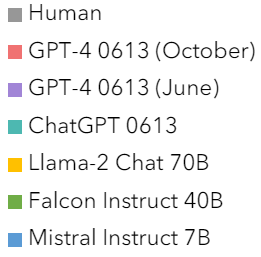 Human
GPT-4 0613 (October)
GPT-4 0613 (June)
ChatGPT 0613
Llama-2 Chat 70B
Falcon Instruct 40B
Mistral Instruct 7B